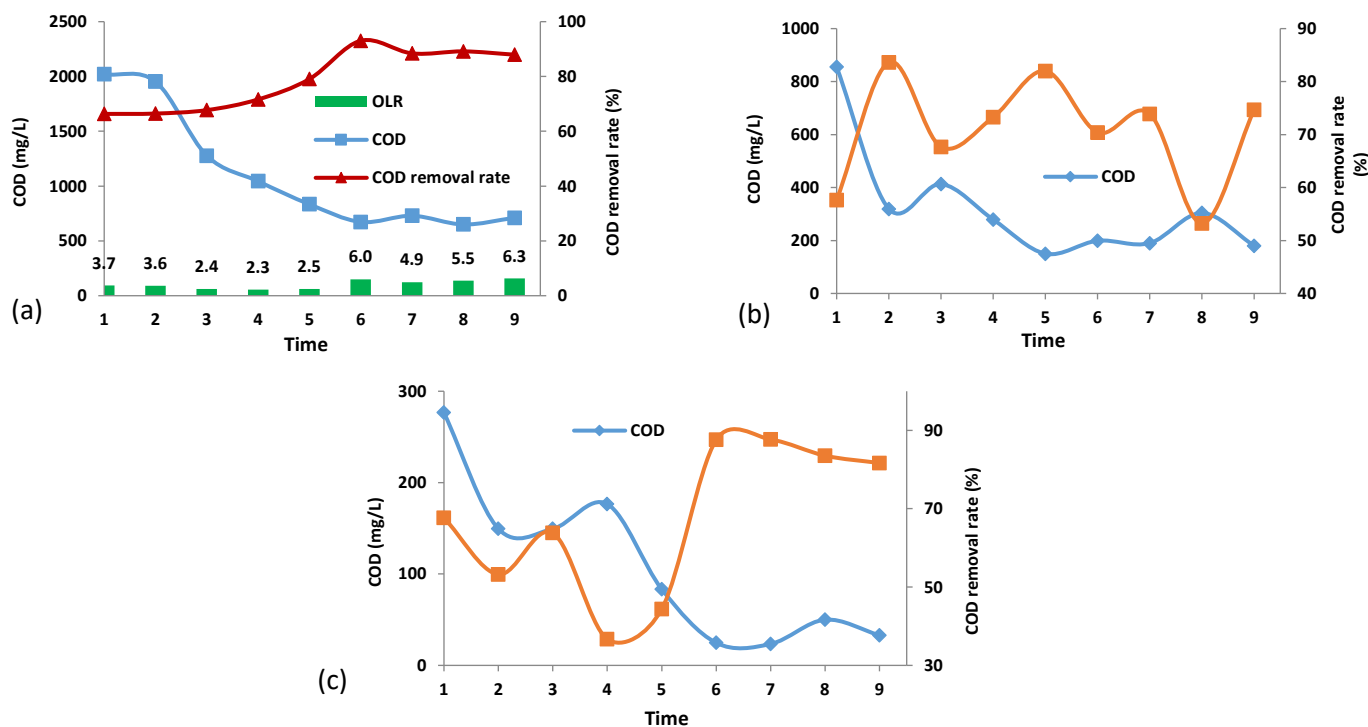 COD (mg/L)
2500
2000
1500
1000
500
0
100
80
60
40
20
0
COD removal rate (%)
OLR
COD
COD removal rate
3.7 3.6 2.4 2.3 2.5 6.0 4.9 5.5 6.3
1 2 3 4 5 6 7 8 9
Time
(a)
COD (mg/L)
1000
800
600
400
200
0
90
80
70
60
50
40
COD removal rate
(%)
COD
1 2 3 4 5 6 7 8 9
Time
(b)
COD (mg/L)
300
200
100
0
90
70
50
30
COD removal rate (%)
COD
1 2 3 4 5 6 7 8 9
Time
(c)